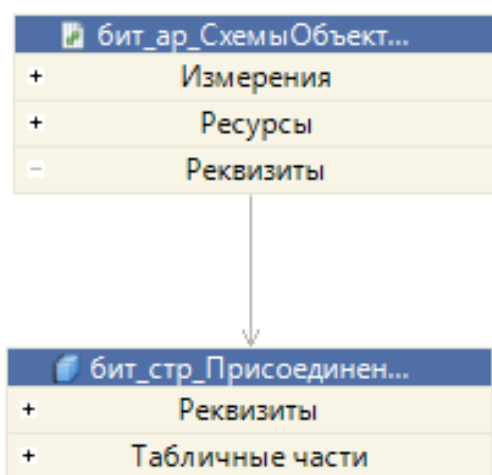 бит_ар_СхемыОбъект...
+ Измерения
+ Ресурсы
− Реквизиты
бит_стр_Присоединен...
+ Реквизиты
+ Табличные части